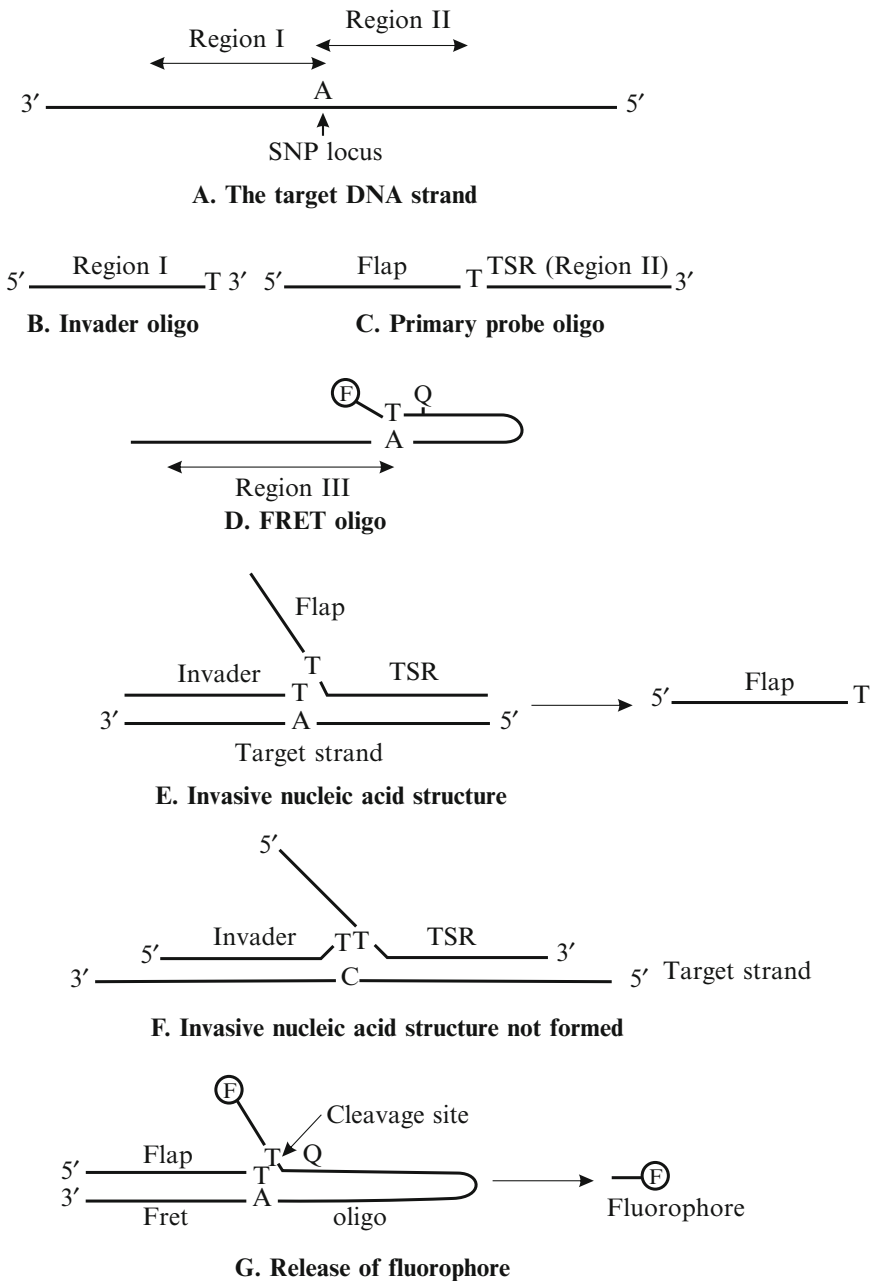 Region II
Region I
A
3′ 5′
SNP locus
A. The target DNA strand
5′ Region I T 3′ 5′ Flap T TSR (Region II) 3′
B. Invader oligo C. Primary probe oligo
F Q
T
A
Region III
D. FRET oligo
Flap
T
Invader T TSR 5′ Flap T
3′ A 5′
Target strand
E. Invasive nucleic acid structure
5′
5′ Invader TT TSR 3′
3′ C 5′ Target strand
F. Invasive nucleic acid structure not formed
F
Cleavage site
5′ Flap T Q
T
3′ A F
Fret oligo Fluorophore
G. Release of fluorophore